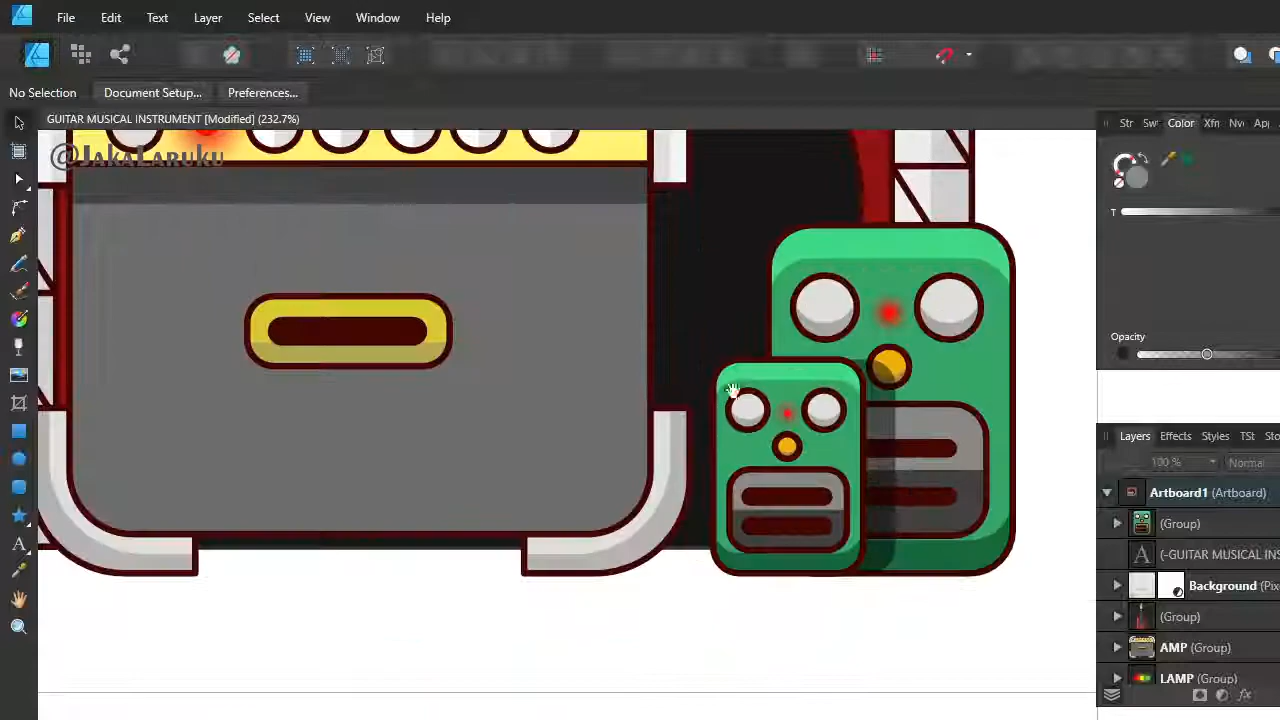 File Edit Text Layer Select View Window Help
No Selection Document Setup... Preferences...
GUITAR MUSICAL INSTRUMENT [Modified] (232.7%)
@JAKALARUKU
Str Sw Color Xfn Nv Ap
T
Opacity
Layers Effects Styles TSt Sto
100 % Normal
Artboard1 (Artboard)
(Group)
A (-GUITAR MUSICAL INS
Background (Pix
(Group)
AMP (Group)
LAMP (Group)